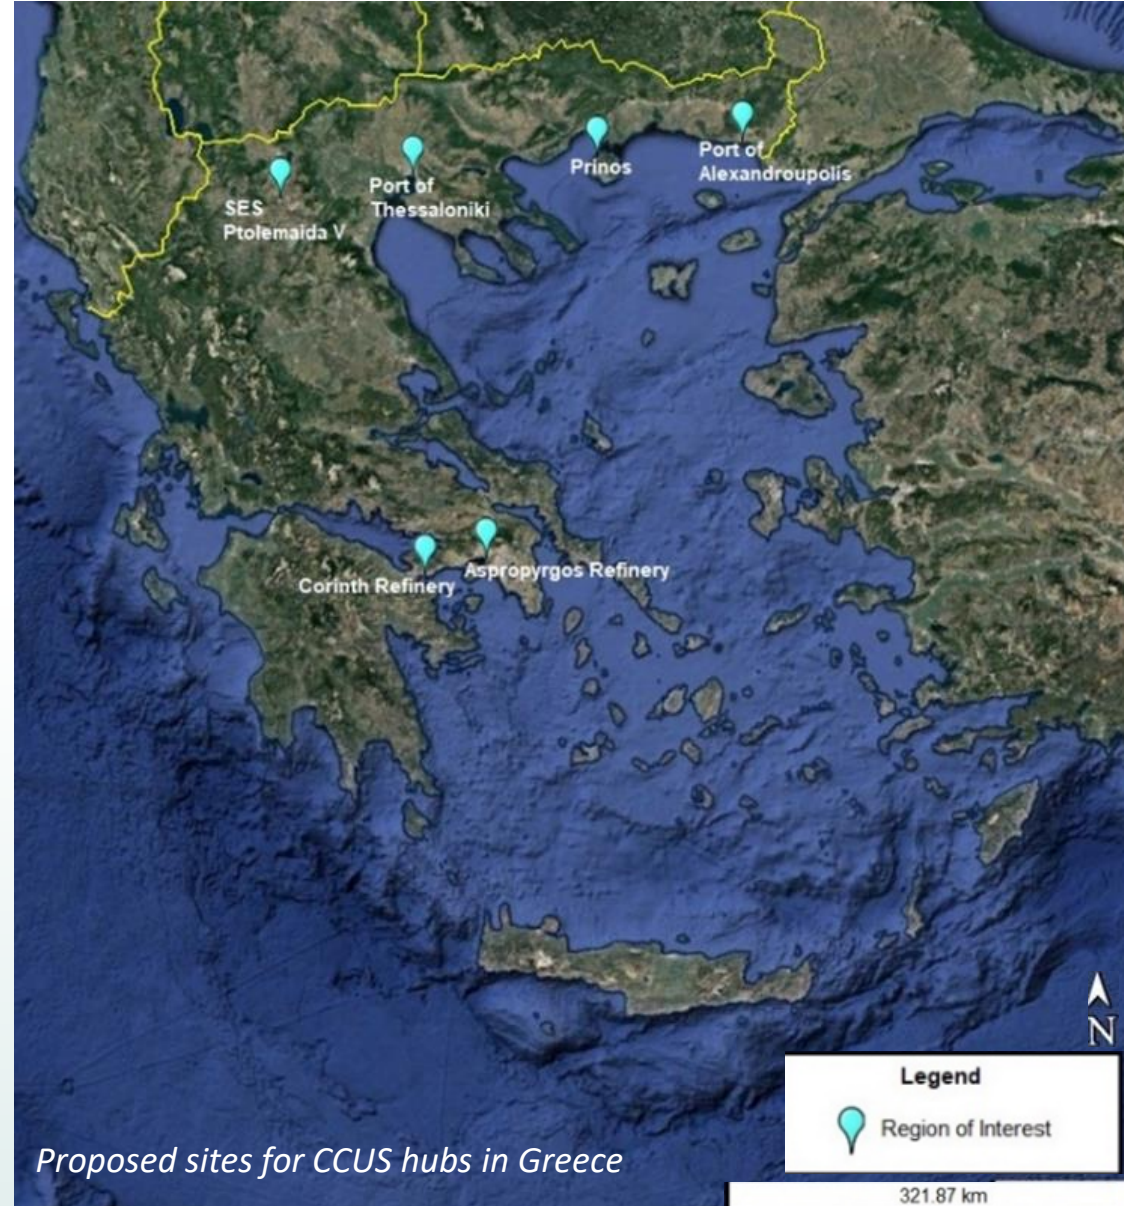 Prinos
Port of
Alexandroupolis
Port of
Thessaloniki
SES
Ptolemaida V
Corinth Refinery
Aspropyrgos Refinery
N
Legend
Region of Interest
Proposed sites for CCUS hubs in Greece
321.87 km